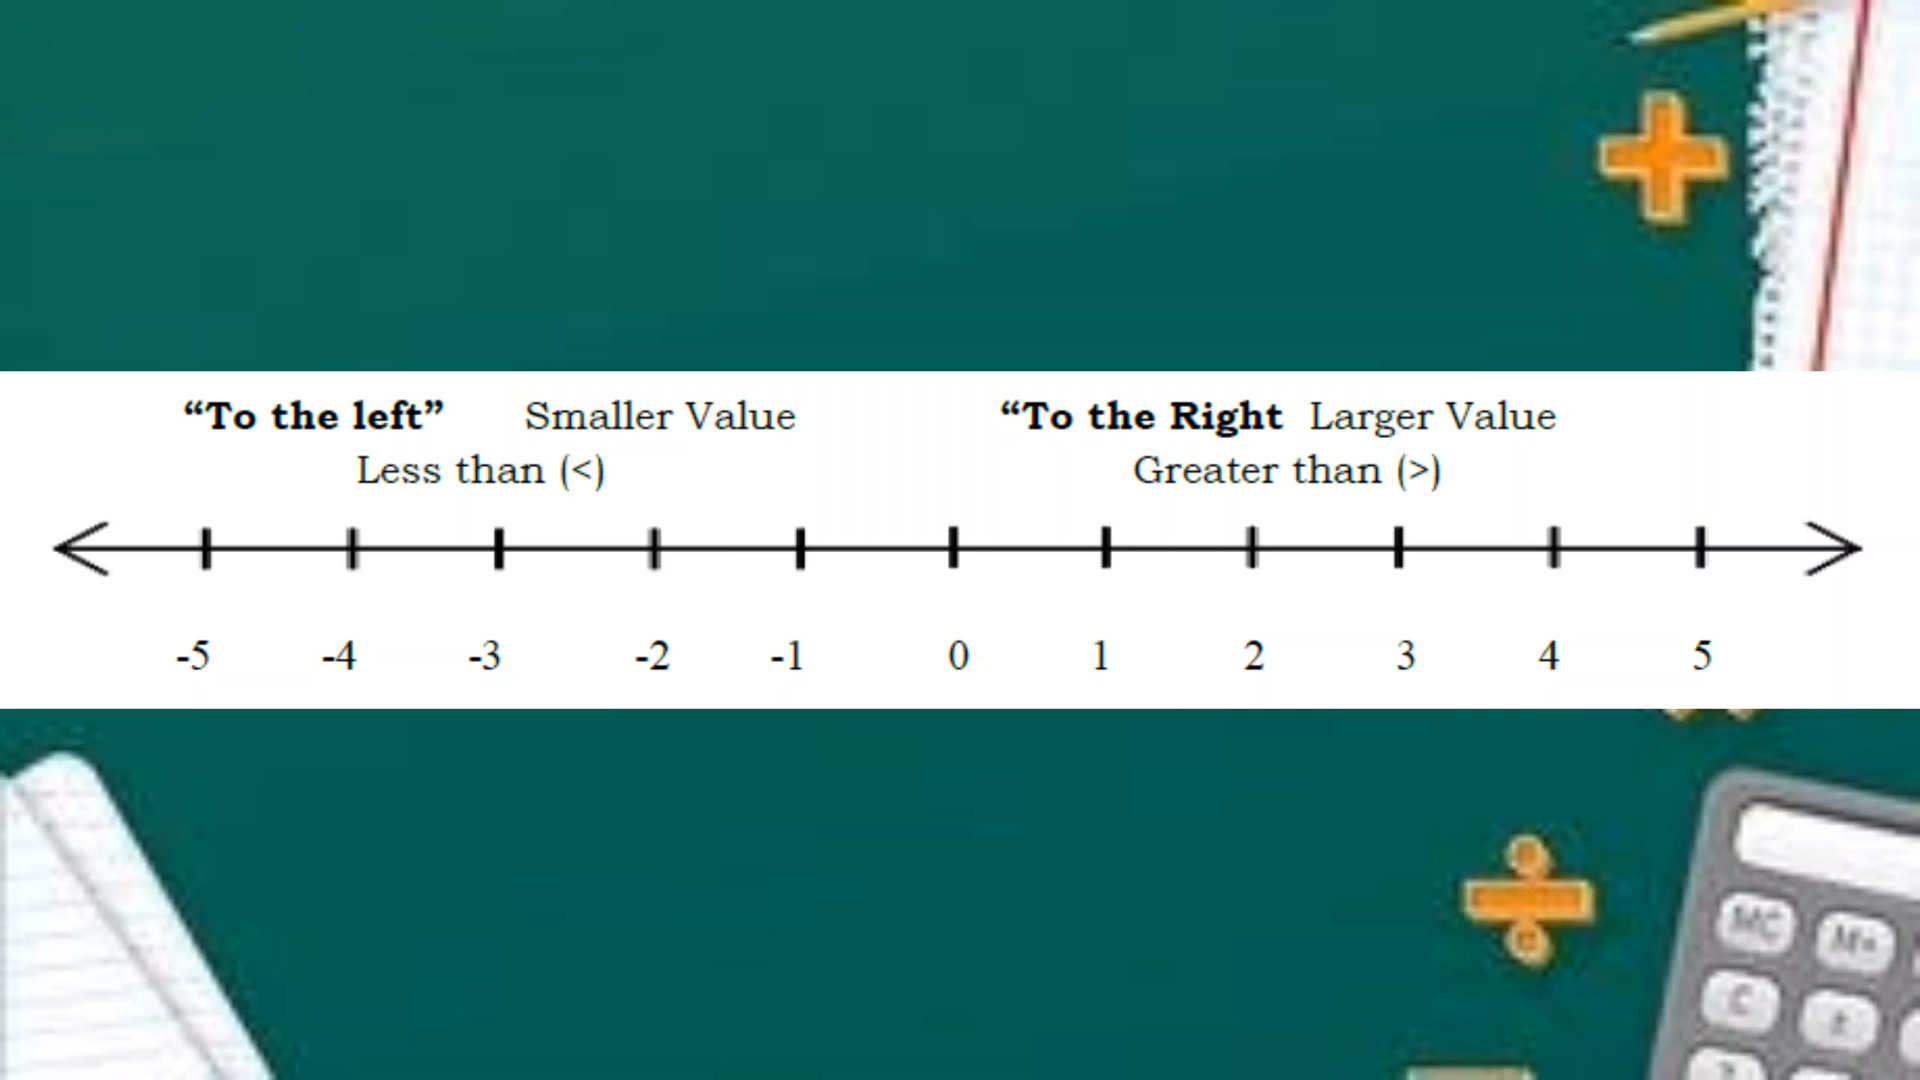 “To the left” Smaller Value “To the Right Larger Value
Less than (<) Greater than (>)
-5 -4 -3 -2 -1 0 1 2 3 4 5
MC M+
C